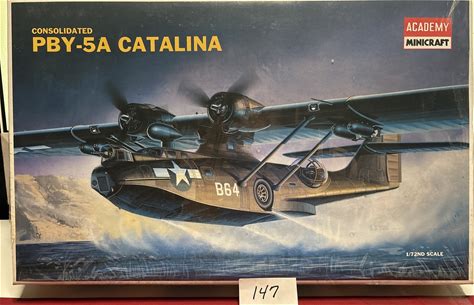 CONSOLIDATED
PBY-5A CATALINA
ACADEMY
MINICRAFT
B64
1/72ND SCALE
147